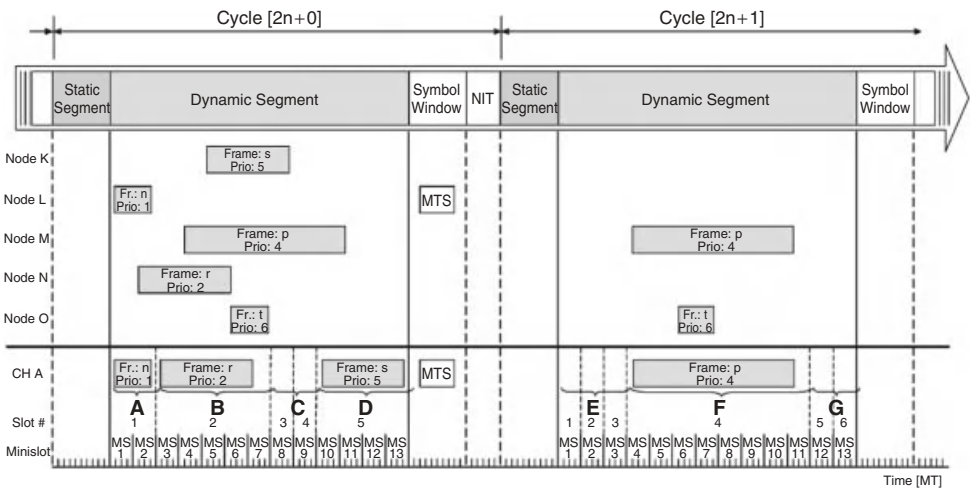 Cycle [2n+0] Cycle [2n+1]
Static Segment Dynamic Segment Symbol Window NIT Static Segment Dynamic Segment Symbol Window
Node K Frame: s Prio: 5
Node L Fr.: n Prio: 1 MTS
Node M Frame: p Prio: 4 Frame: p Prio: 4
Node N Frame: r Prio: 2
Node O Fr.: t Prio: 6 Fr.: t Prio: 6
CH A Fr.: n Prio: 1 Frame: r Prio: 2 Frame: s Prio: 5 MTS Frame: p Prio: 4
A B C D E F G
Slot # 1 2 3 4 5 1 2 3 4 5 6
Minislot MS 1 MS 2 MS 3 MS 4 MS 5 MS 6 MS 7 MS 8 MS 9 MS 10 MS 11 MS 12 MS 13 MS 1 MS 2 MS 3 MS 4 MS 5 MS 6 MS 7 MS 8 MS 9 MS 10 MS 11 MS 12 MS 13
Time [MT]